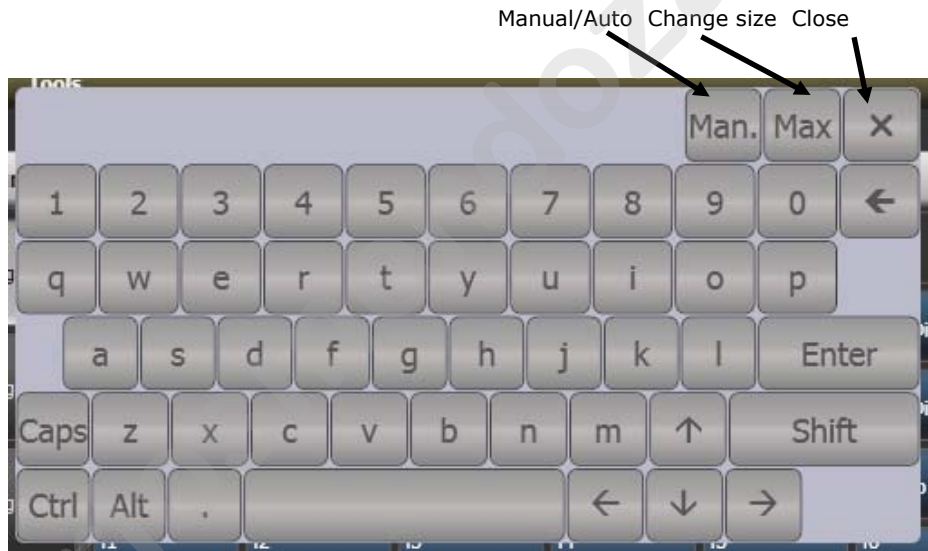 Manual/Auto Change size Close
Tools
Man. Max ×
1 2 3 4 5 6 7 8 9 0 ←
q w e r t y u i o p
a s d f g h j k l Enter
Caps z x c v b n m ↑ Shift
Ctrl Alt . ← ↓ →